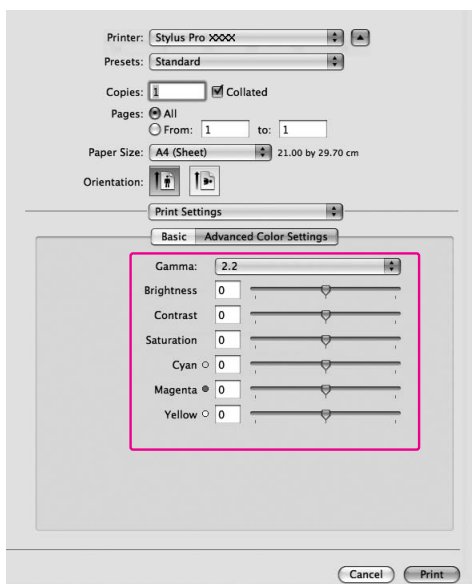 Printer: Stylus Pro XXXX
Presets: Standard
Copies: 1 Collated
Pages: All
From: 1 to: 1
Paper Size: A4 (Sheet) 21.00 by 29.70 cm
Orientation:
Print Settings
Basic Advanced Color Settings
Gamma: 2.2
Brightness 0
Contrast 0
Saturation 0
Cyan 0
Magenta 0
Yellow 0
Cancel Print